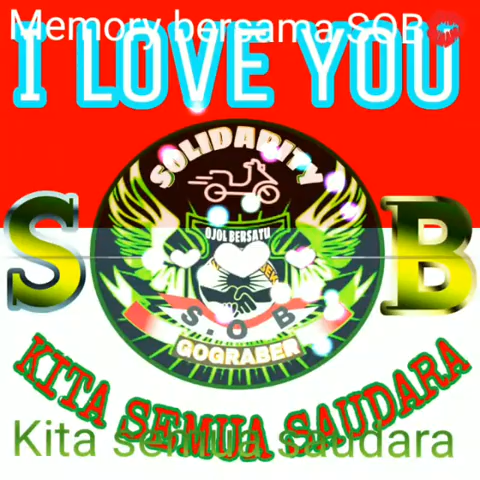 Memory bersama SOB
I LOVE YOU
SOLIDARITY
OJOL BERSATU
S O B
S.O B
GOGRABER
KITA SEMUA SAUDARA
Kita semua saudara